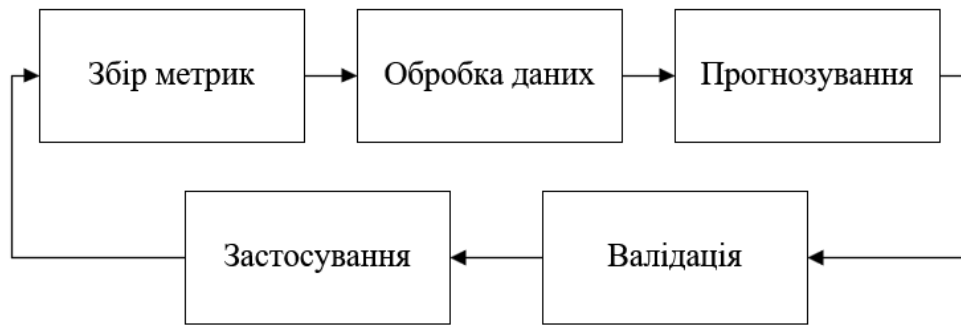 Збір метрик
Обробка даних
Прогнозування
Валідація
Застосування